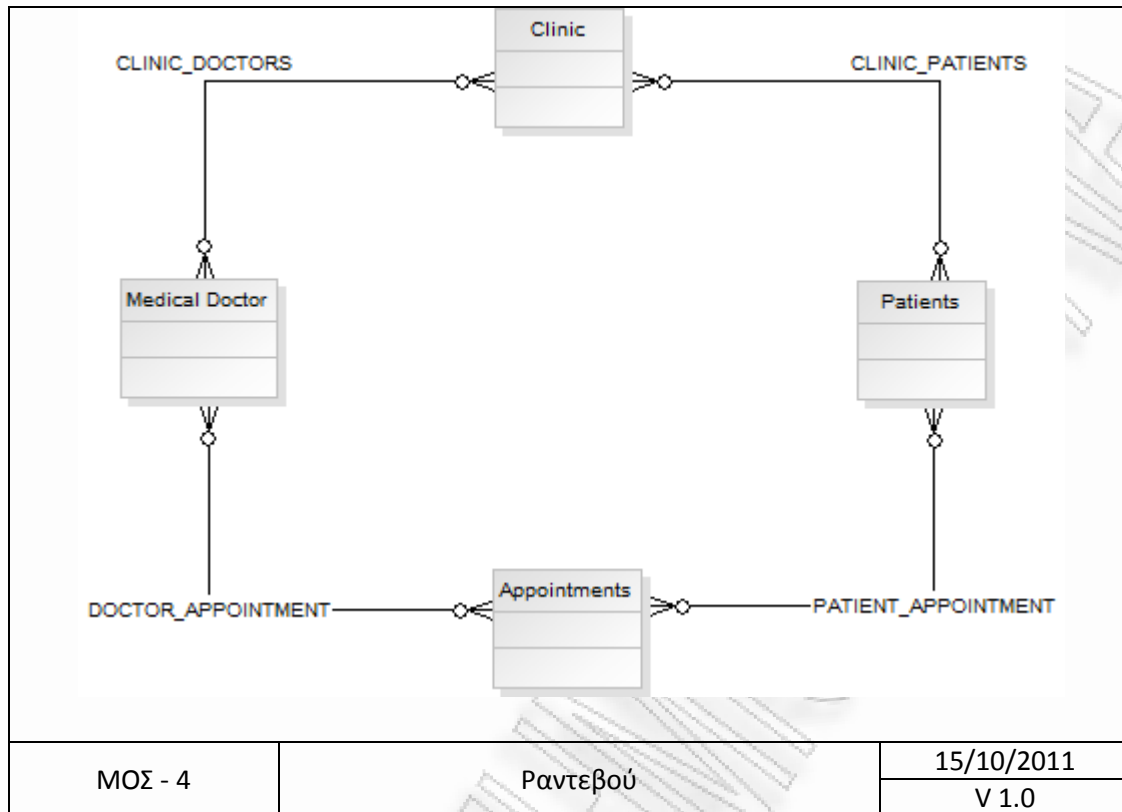 Clinic
CLINIC_DOCTORS
CLINIC_PATIENTS
Medical Doctor
Patients
Appointments
DOCTOR_APPOINTMENT
PATIENT_APPOINTMENT
ΜΟΣ - 4
Ραντεβού
15/10/2011
V 1.0